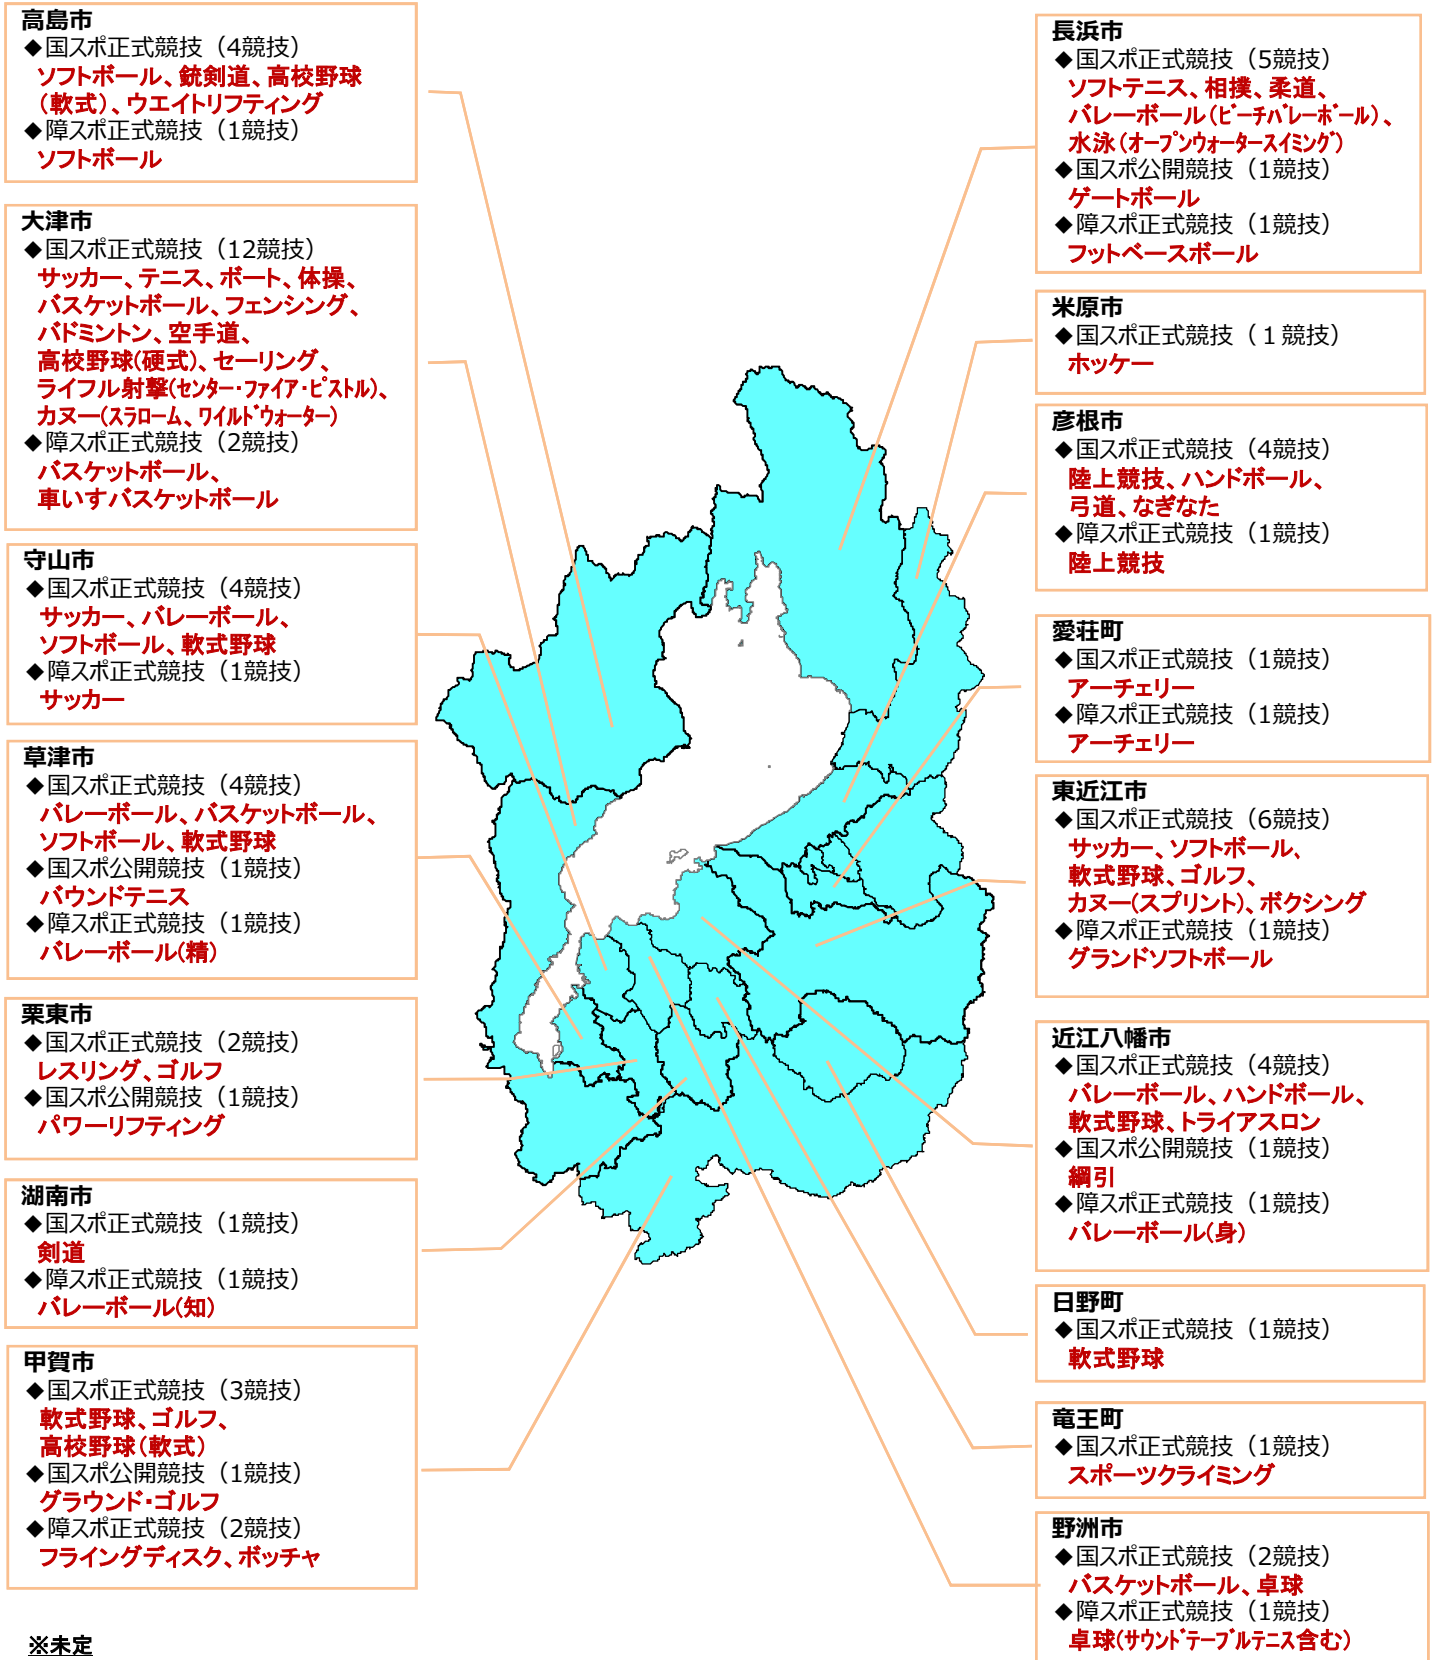 高島市
◆国スポ正式競技（4競技）
ソフトボール、銃剣道、高校野球
（軟式）、ウエイトリフティング
◆障スポ正式競技（1競技）
ソフトボール
大津市
◆国スポ正式競技（12競技）
サッカー、テニス、ボート、体操、
バスケットボール、フェンシング、
バドミントン、空手道、
高校野球(硬式)、セーリング、
ライフル射撃(センター・ファイア・ピストル)、
カヌー(スラローム、ワイルドウォーター)
◆障スポ正式競技（2競技）
バスケットボール、
車いすバスケットボール
守山市
◆国スポ正式競技（4競技）
サッカー、バレーボール、
ソフトボール、軟式野球
◆障スポ正式競技（1競技）
サッカー
草津市
◆国スポ正式競技（4競技）
バレーボール、バスケットボール、
ソフトボール、軟式野球
◆国スポ公開競技（1競技）
バウンドテニス
◆障スポ正式競技（1競技）
バレーボール(精)
栗東市
◆国スポ正式競技（2競技）
レスリング、ゴルフ
◆国スポ公開競技（1競技）
パワーリフティング
湖南市
◆国スポ正式競技（1競技）
剣道
◆障スポ正式競技（1競技）
バレーボール(知)
甲賀市
◆国スポ正式競技（3競技）
軟式野球、ゴルフ、
高校野球（軟式）
◆国スポ公開競技（1競技）
グラウンド・ゴルフ
◆障スポ正式競技（2競技）
フライングディスク、ボッチャ
※未定
長浜市
◆国スポ正式競技（5競技）
ソフトテニス、相撲、柔道、
バレーボール（ビーチバレーボール）、
水泳（オープンウォータースイミング）
◆国スポ公開競技（1競技）
ゲートボール
◆障スポ正式競技（1競技）
フットベースボール
米原市
◆国スポ正式競技（１競技）
ホッケー
彦根市
◆国スポ正式競技（4競技）
陸上競技、ハンドボール、
弓道、なぎなた
◆障スポ正式競技（1競技）
陸上競技
愛荘町
◆国スポ正式競技（1競技）
アーチェリー
◆障スポ正式競技（1競技）
アーチェリー
東近江市
◆国スポ正式競技（6競技）
サッカー、ソフトボール、
軟式野球、ゴルフ、
カヌー(スプリント)、ボクシング
◆障スポ正式競技（1競技）
グランドソフトボール
近江八幡市
◆国スポ正式競技（4競技）
バレーボール、ハンドボール、
軟式野球、トライアスロン
◆国スポ公開競技（1競技）
綱引
◆障スポ正式競技（1競技）
バレーボール(身)
日野町
◆国スポ正式競技（1競技）
軟式野球
竜王町
◆国スポ正式競技（1競技）
スポーツクライミング
野洲市
◆国スポ正式競技（2競技）
バスケットボール、卓球
◆障スポ正式競技（1競技）
卓球(サウンドテーブルテニス含む)